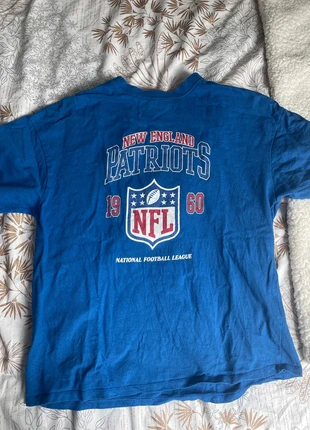 NEW ENGLAND
PATRIOTS
19 60
NFL
NATIONAL FOOTBALL LEAGUE